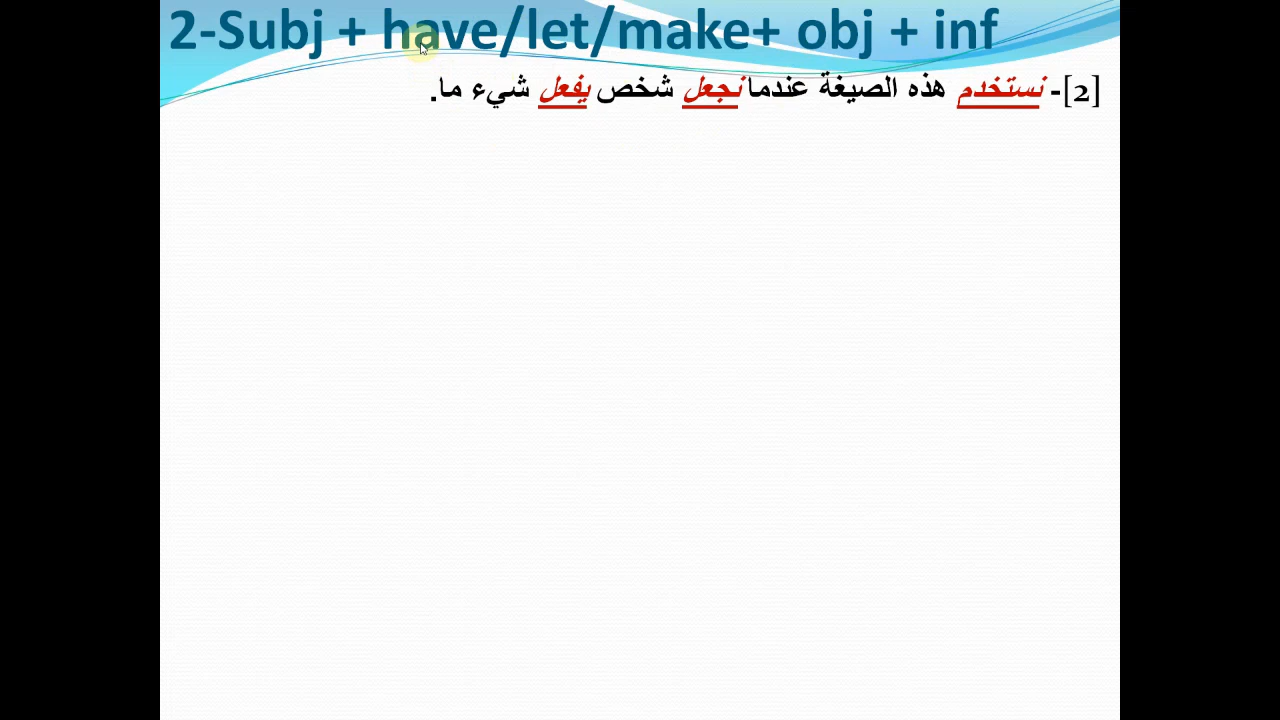 2-Subj + have/let/make+ obj + inf
[2]- نستخدم هذه الصيغة عندما نجعل شخص يفعل شيء ما.